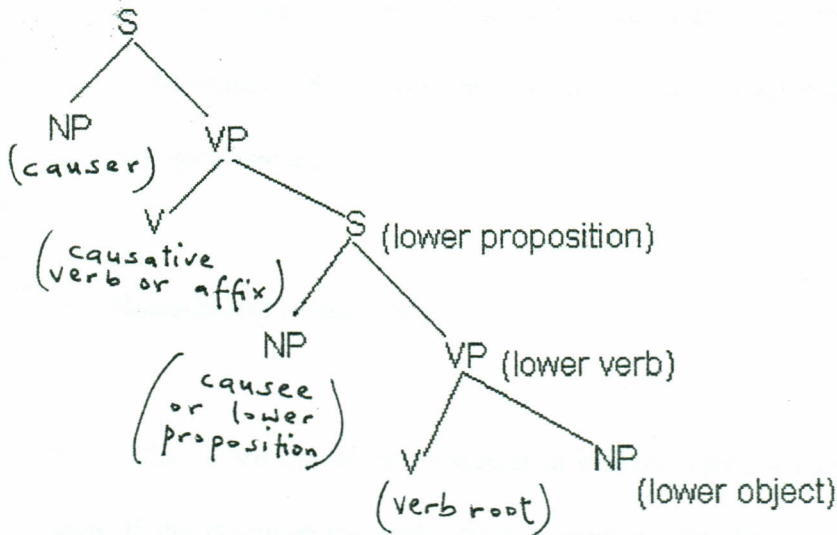 S
NP VP
(causer)
V S (lower proposition)
(causative
verb or affix)
NP VP (lower verb)
(causee
or lower
proposition)
V NP
(verb root) (lower object)